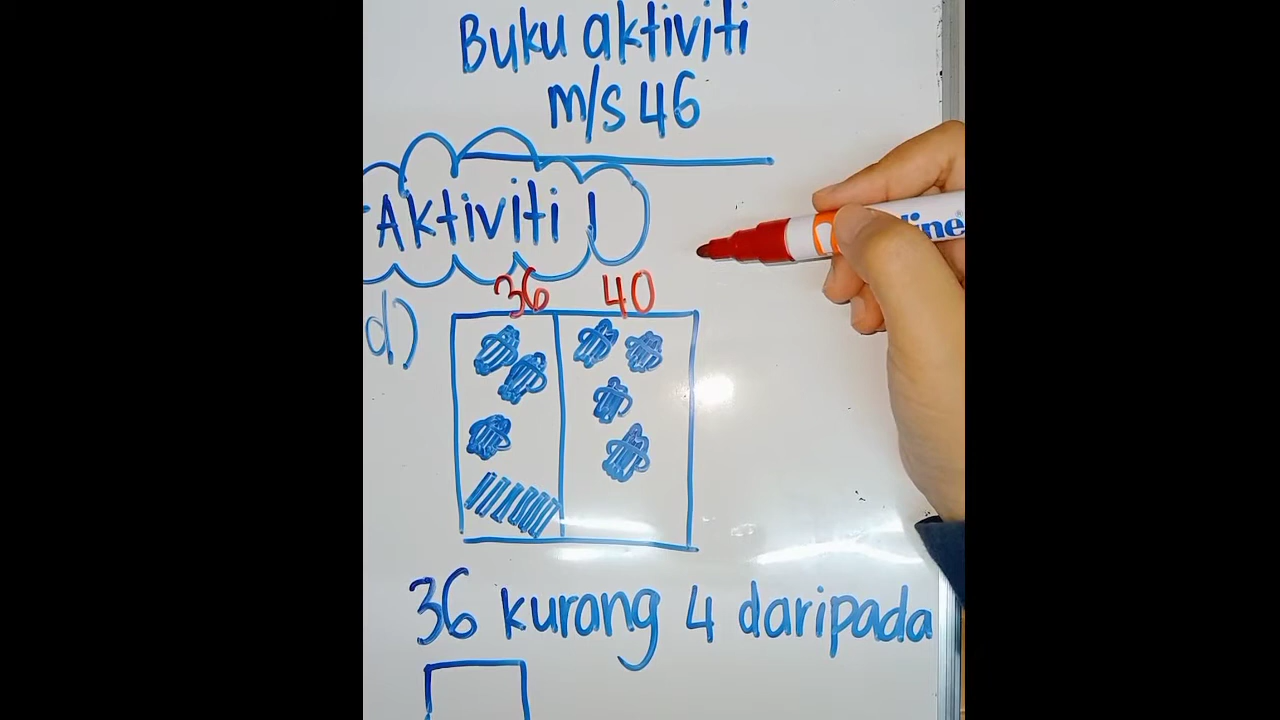 Buku aktiviti
m/s 46
Aktiviti 1
36 40
d)
36 kurang 4 daripada